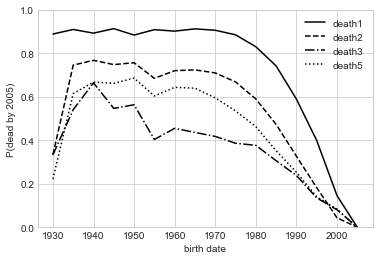 1.0
0.8
0.6
0.4
0.2
0.0
P(dead by 2005)
death1
death2
death3
death5
1930 1940 1950 1960 1970 1980 1990 2000
birth date